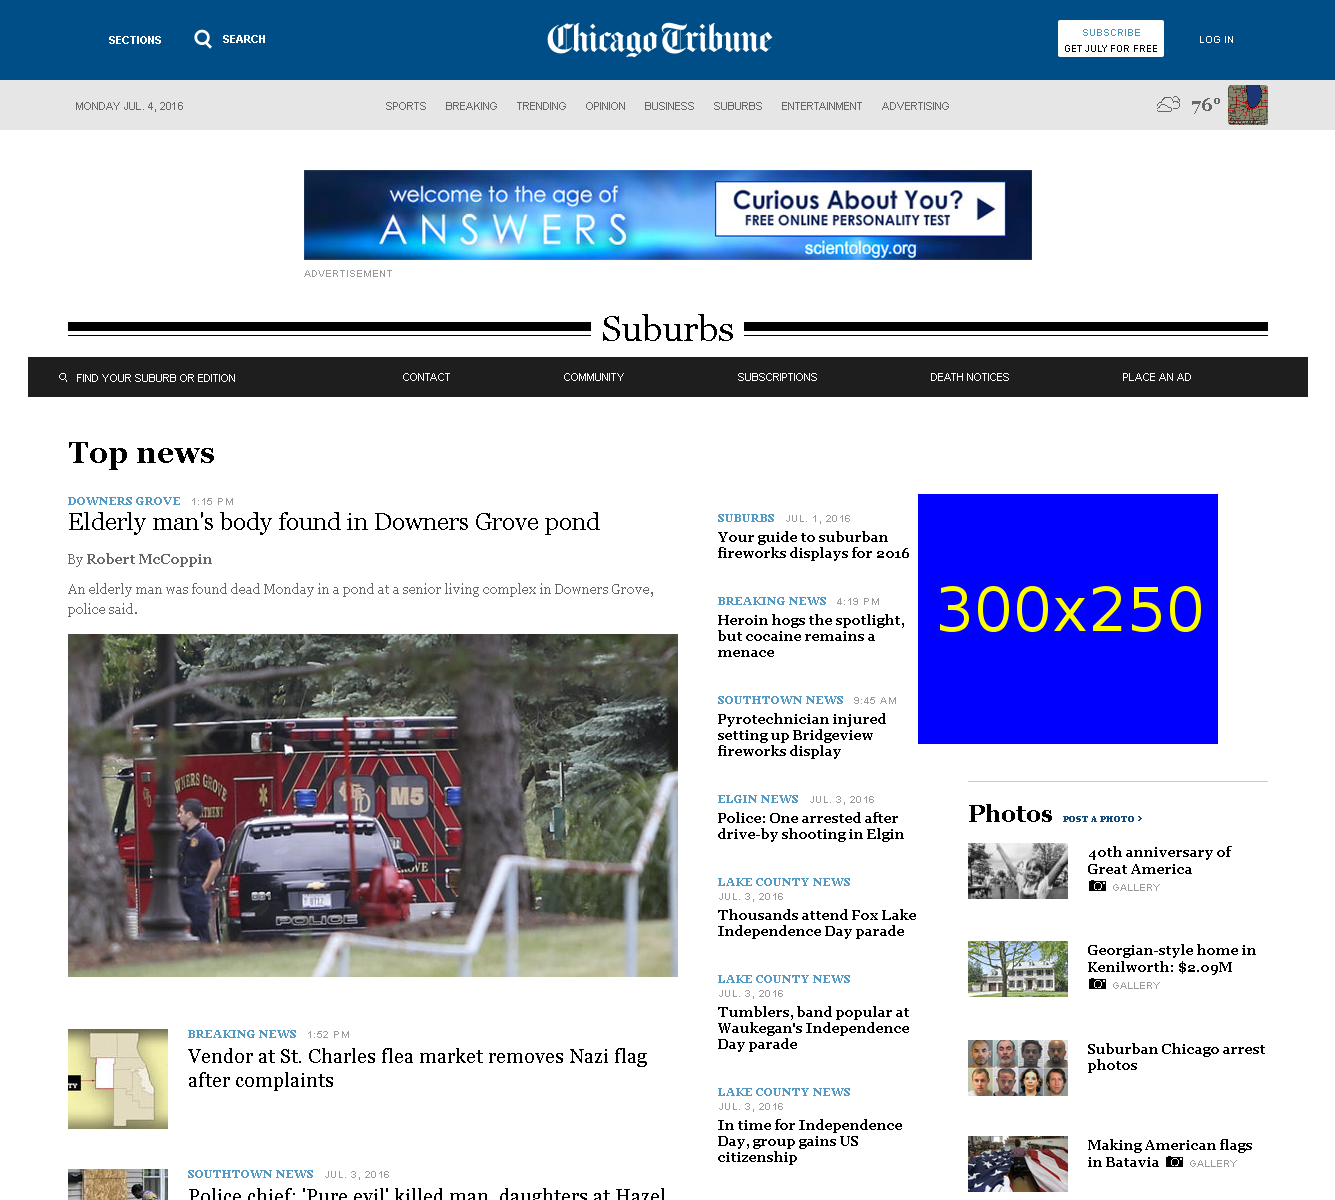 SECTIONS
SEARCH
Chicago Tribune
SUBSCRIBE
GET JULY FOR FREE
LOG IN
MONDAY JUL. 4, 2016
SPORTS BREAKING TRENDING OPINION BUSINESS SUBURBS ENTERTAINMENT ADVERTISING
76°
welcome to the age of
ANSWERS
Curious About You?
FREE ONLINE PERSONALITY TEST
scientology.org
ADVERTISEMENT
Suburbs
FIND YOUR SUBURB OR EDITION CONTACT COMMUNITY SUBSCRIPTIONS DEATH NOTICES PLACE AN AD
Top news
DOWNERS GROVE 1:15 PM
Elderly man's body found in Downers Grove pond
By Robert McCoppin
An elderly man was found dead Monday in a pond at a senior living complex in Downers Grove,
police said.
M5
POLICE
BREAKING NEWS 1:52 PM
Vendor at St. Charles flea market removes Nazi flag
after complaints
SOUTHTOWN NEWS JUL. 3, 2016
Police chief: 'Pure evil' killed man, daughters at Hazel
SUBURBS JUL. 1, 2016
Your guide to suburban
fireworks displays for 2016
BREAKING NEWS 4:19 PM
Heroin hogs the spotlight,
but cocaine remains a
menace
SOUTHTOWN NEWS 9:45 AM
Pyrotechnician injured
setting up Bridgeview
fireworks display
ELGIN NEWS JUL. 3, 2016
Police: One arrested after
drive-by shooting in Elgin
LAKE COUNTY NEWS
JUL. 3, 2016
Thousands attend Fox Lake
Independence Day parade
LAKE COUNTY NEWS
JUL. 3, 2016
Tumblers, band popular at
Waukegan's Independence
Day parade
LAKE COUNTY NEWS
JUL. 3, 2016
In time for Independence
Day, group gains US
citizenship
300x250
Photos POST A PHOTO ›
40th anniversary of
Great America
GALLERY
Georgian-style home in
Kenilworth: $2.09M
GALLERY
Suburban Chicago arrest
photos
Making American flags
in Batavia GALLERY